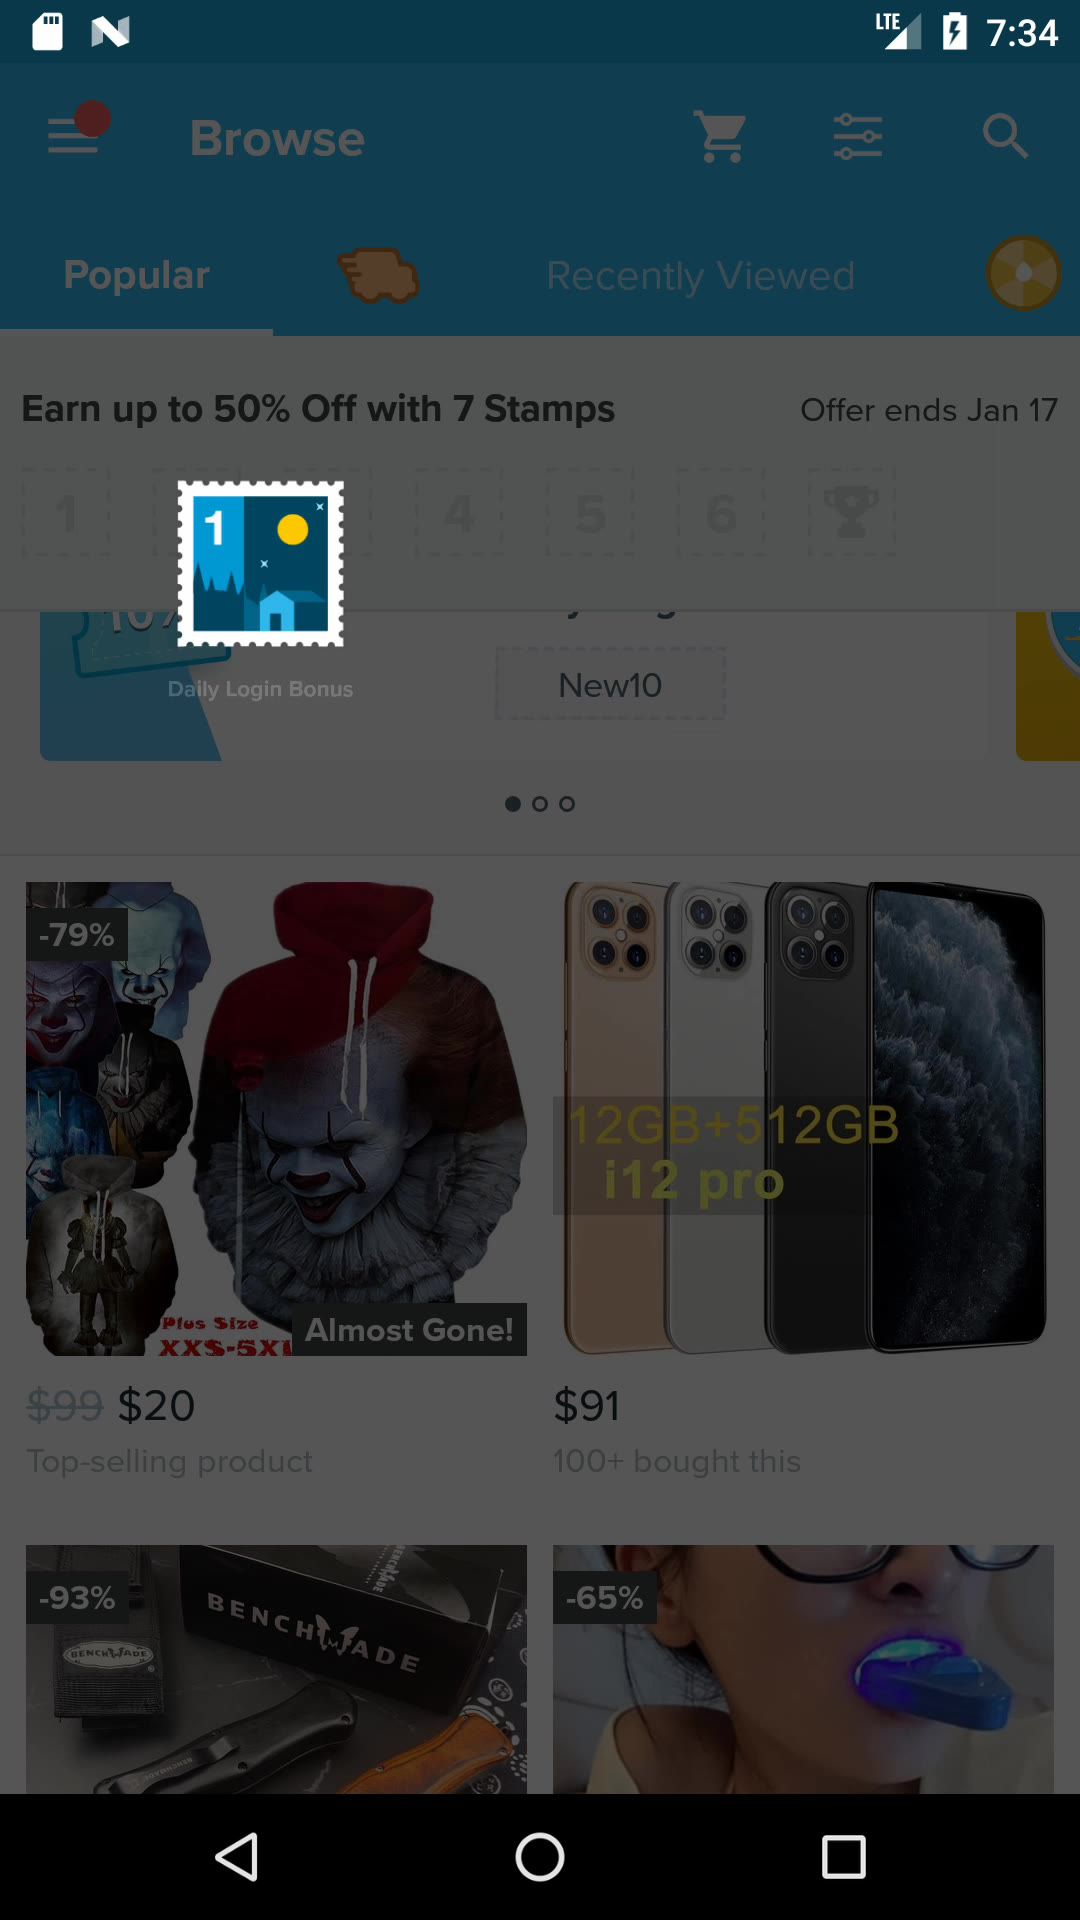 LTE 7:34
Browse
Popular
Recently Viewed
Earn up to 50% Off with 7 Stamps
Offer ends Jan 17
1
4
5
6
1
New10
Daily Login Bonus
-79%
12GB+512GB
i12 pro
Plus Size
XXS-5XL
Almost Gone!
$99 $20
$91
Top-selling product
100+ bought this
-93%
BENCHMADE
BENCHMADE
BENCHMADE
-65%